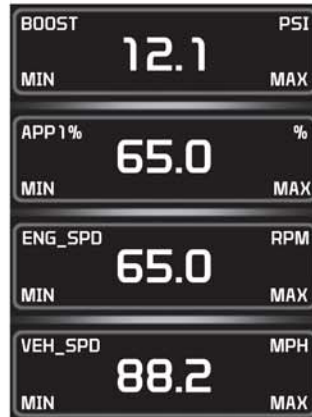 BOOST PSI
12.1
MIN MAX
APP1% %
65.0
MIN MAX
ENG_SPD RPM
65.0
MIN MAX
VEH_SPD MPH
88.2
MIN MAX